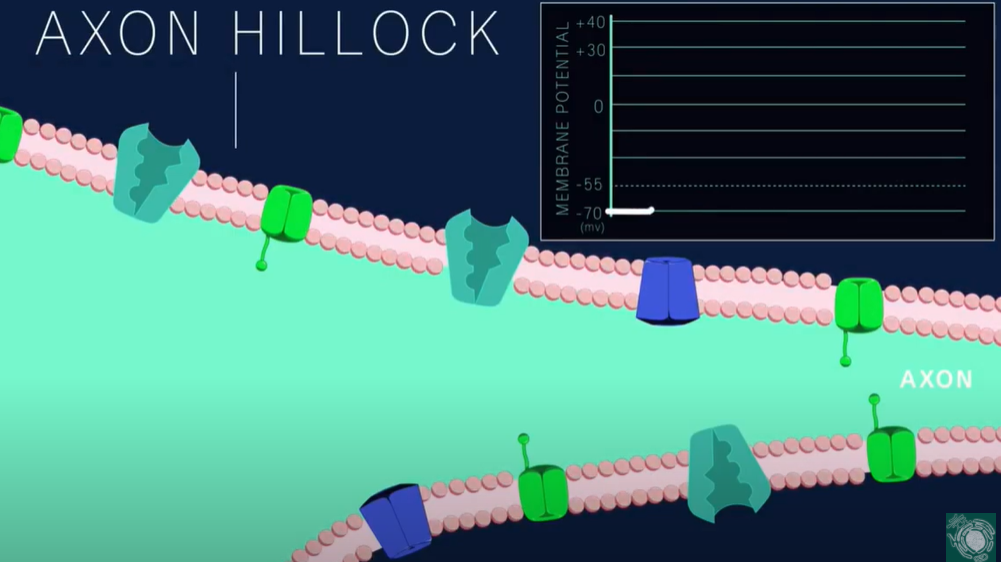 AXON HILLOCK
MEMBRANE POTENTIAL
+40
+30
0
-55
-70
(mv)
AXON